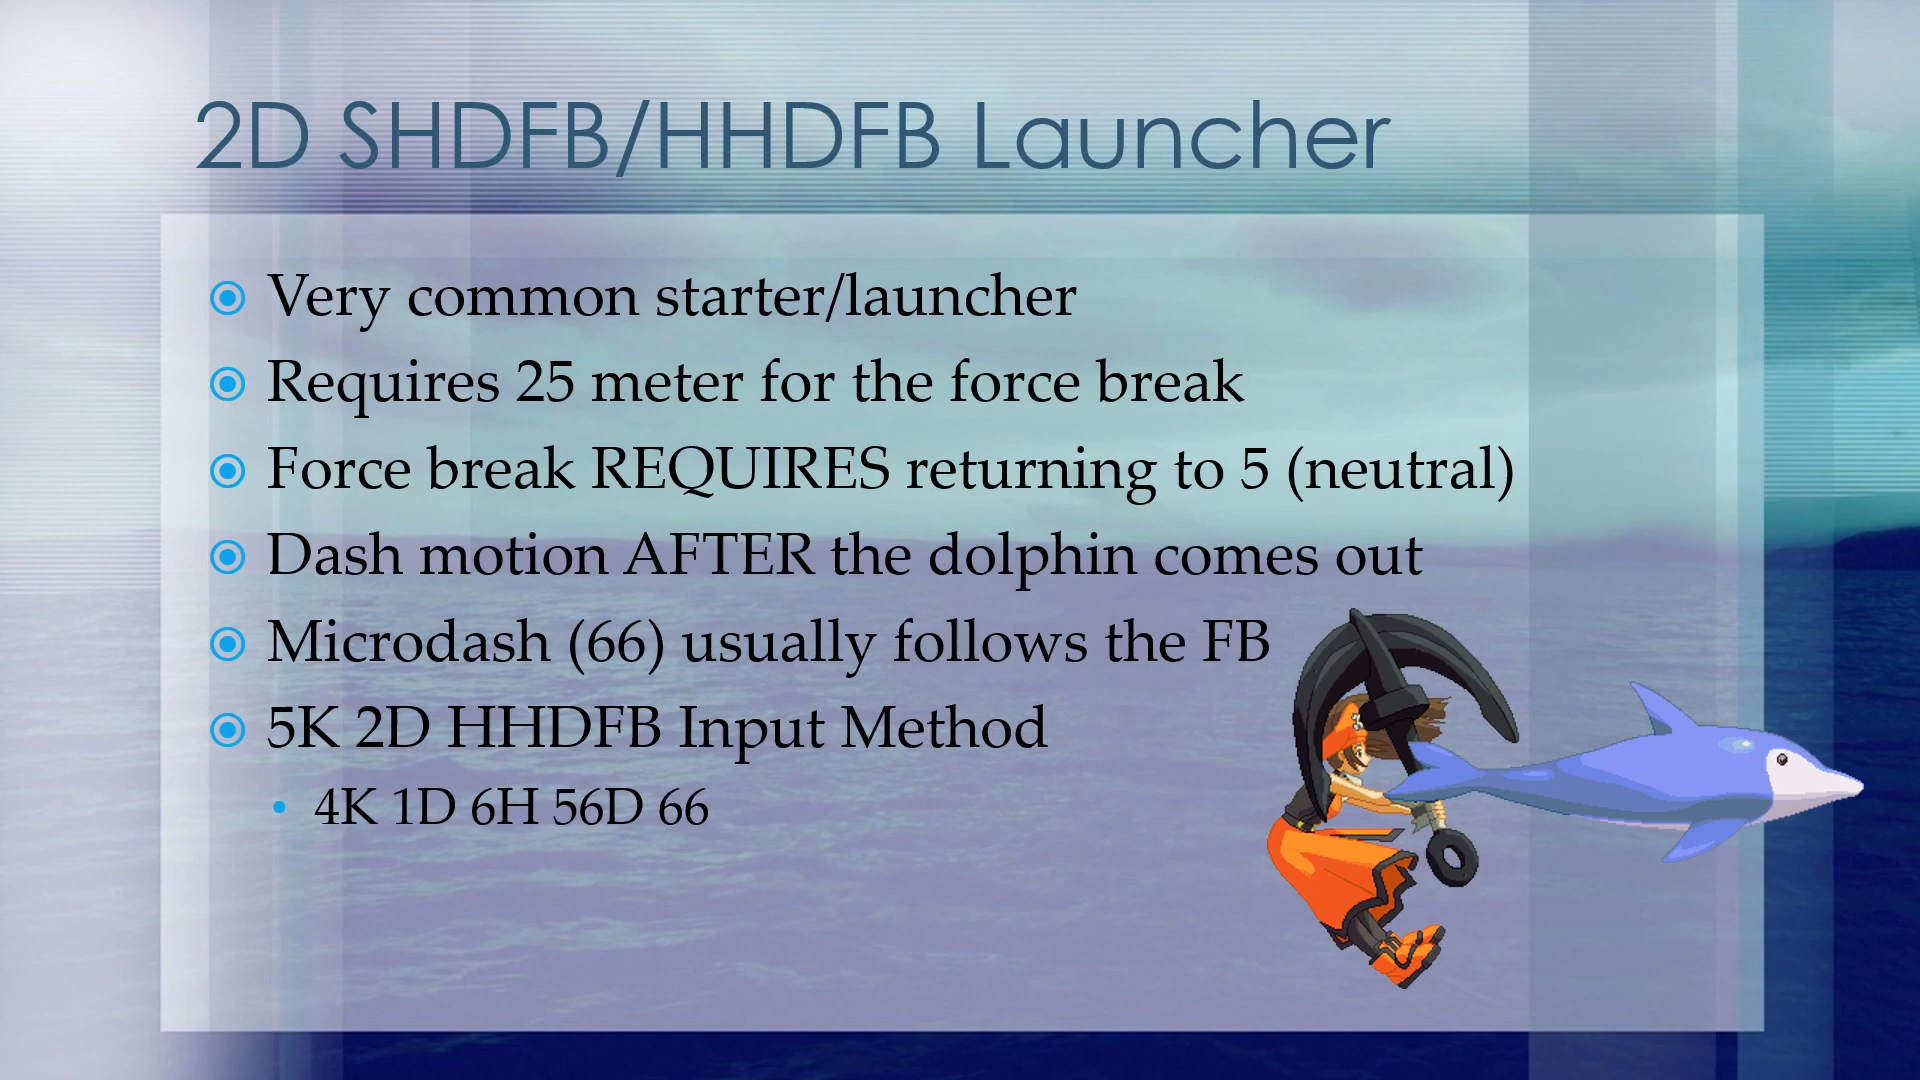 2D SHDFB/HHDFB Launcher
Very common starter/launcher
Requires 25 meter for the force break
Force break REQUIRES returning to 5 (neutral)
Dash motion AFTER the dolphin comes out
Microdash (66) usually follows the FB
5K 2D HHDFB Input Method
4K 1D 6H 56D 66